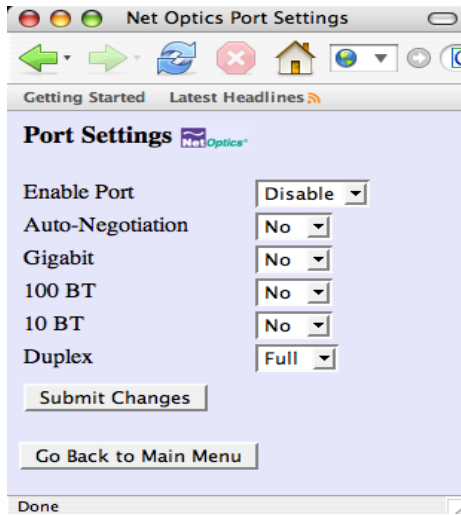 Net Optics Port Settings
Getting Started Latest Headlines
Port Settings Net Optics
Enable Port Disable
Auto-Negotiation No
Gigabit No
100 BT No
10 BT No
Duplex Full
Submit Changes
Go Back to Main Menu
Done